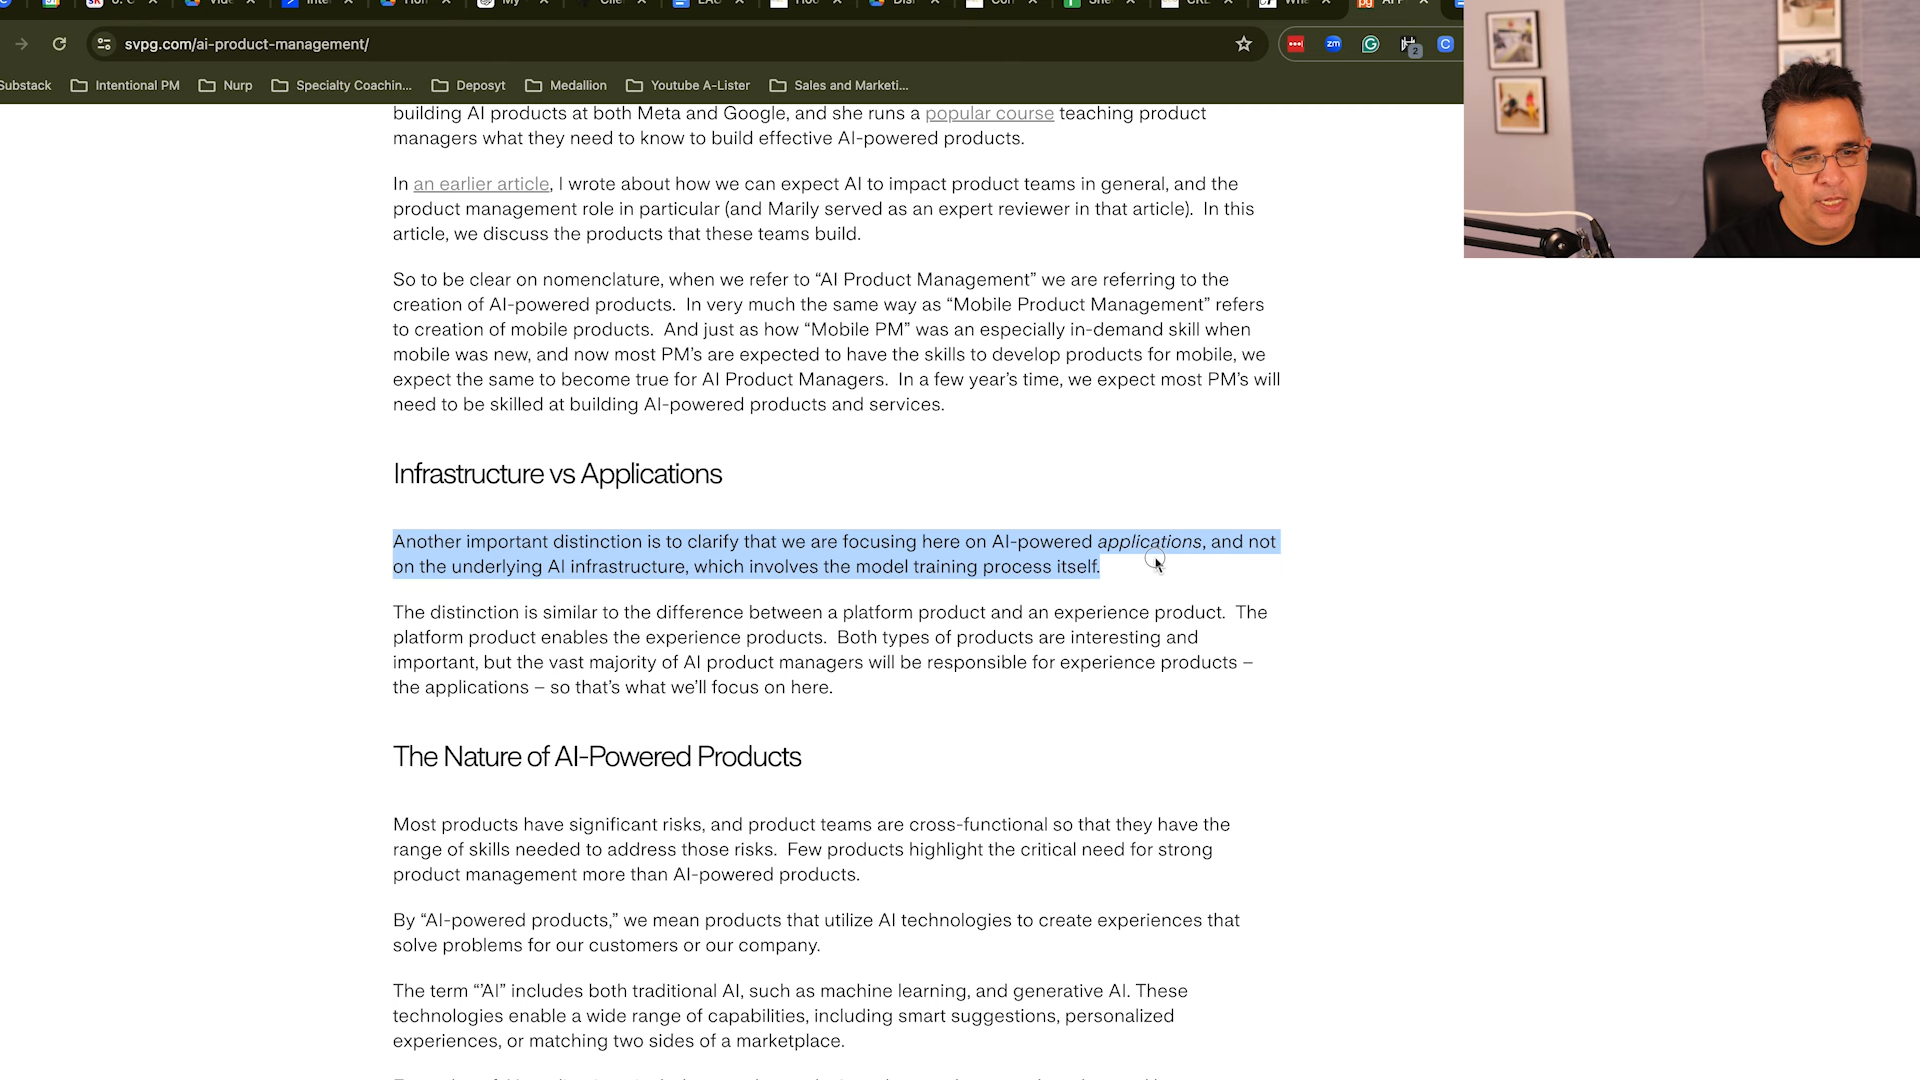 svpg.com/ai-product-management/
zm
2
C
Substack
Intentional PM
Nurp
Specialty Coachin...
Deposyt
Medallion
Youtube A-Lister
Sales and Marketi...
building AI products at both Meta and Google, and she runs a popular course teaching product
managers what they need to know to build effective AI-powered products.
In an earlier article, I wrote about how we can expect AI to impact product teams in general, and the
product management role in particular (and Marily served as an expert reviewer in that article).  In this
article, we discuss the products that these teams build.
So to be clear on nomenclature, when we refer to “AI Product Management” we are referring to the
creation of AI-powered products.  In very much the same way as “Mobile Product Management” refers
to creation of mobile products.  And just as how “Mobile PM” was an especially in-demand skill when
mobile was new, and now most PM’s are expected to have the skills to develop products for mobile, we
expect the same to become true for AI Product Managers.  In a few year’s time, we expect most PM’s will
need to be skilled at building AI-powered products and services.
Infrastructure vs Applications
Another important distinction is to clarify that we are focusing here on AI-powered applications, and not
on the underlying AI infrastructure, which involves the model training process itself.
The distinction is similar to the difference between a platform product and an experience product.  The
platform product enables the experience products.  Both types of products are interesting and
important, but the vast majority of AI product managers will be responsible for experience products –
the applications – so that’s what we’ll focus on here.
The Nature of AI-Powered Products
Most products have significant risks, and product teams are cross-functional so that they have the
range of skills needed to address those risks.  Few products highlight the critical need for strong
product management more than AI-powered products.
By “AI-powered products,” we mean products that utilize AI technologies to create experiences that
solve problems for our customers or our company.
The term “’AI” includes both traditional AI, such as machine learning, and generative AI. These
technologies enable a wide range of capabilities, including smart suggestions, personalized
experiences, or matching two sides of a marketplace.